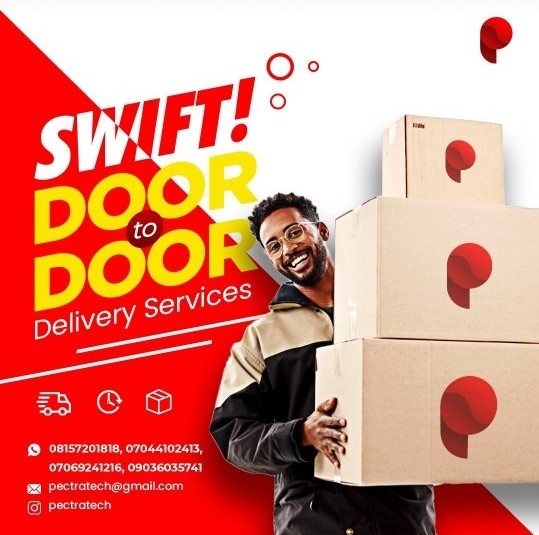 SWIFT!
DOOR
to
DOOR
Delivery Services
08157201818, 07044102413,
07069241216, 09036035741
pectratech@gmail.com
pectratech